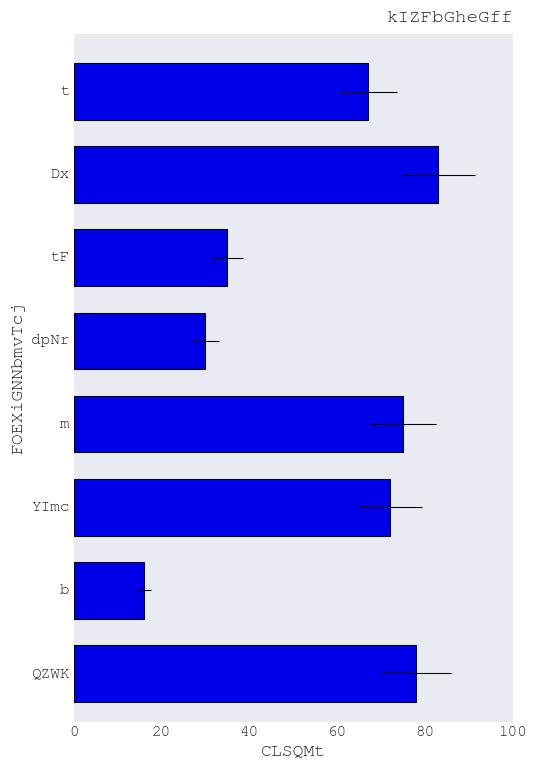 kIZFbGheGff
t
Dx
tF
dpNr
m
YImc
b
QZWK
FOEXiGNNbmvTcj
0 20 40 60 80 100
CLSQMt